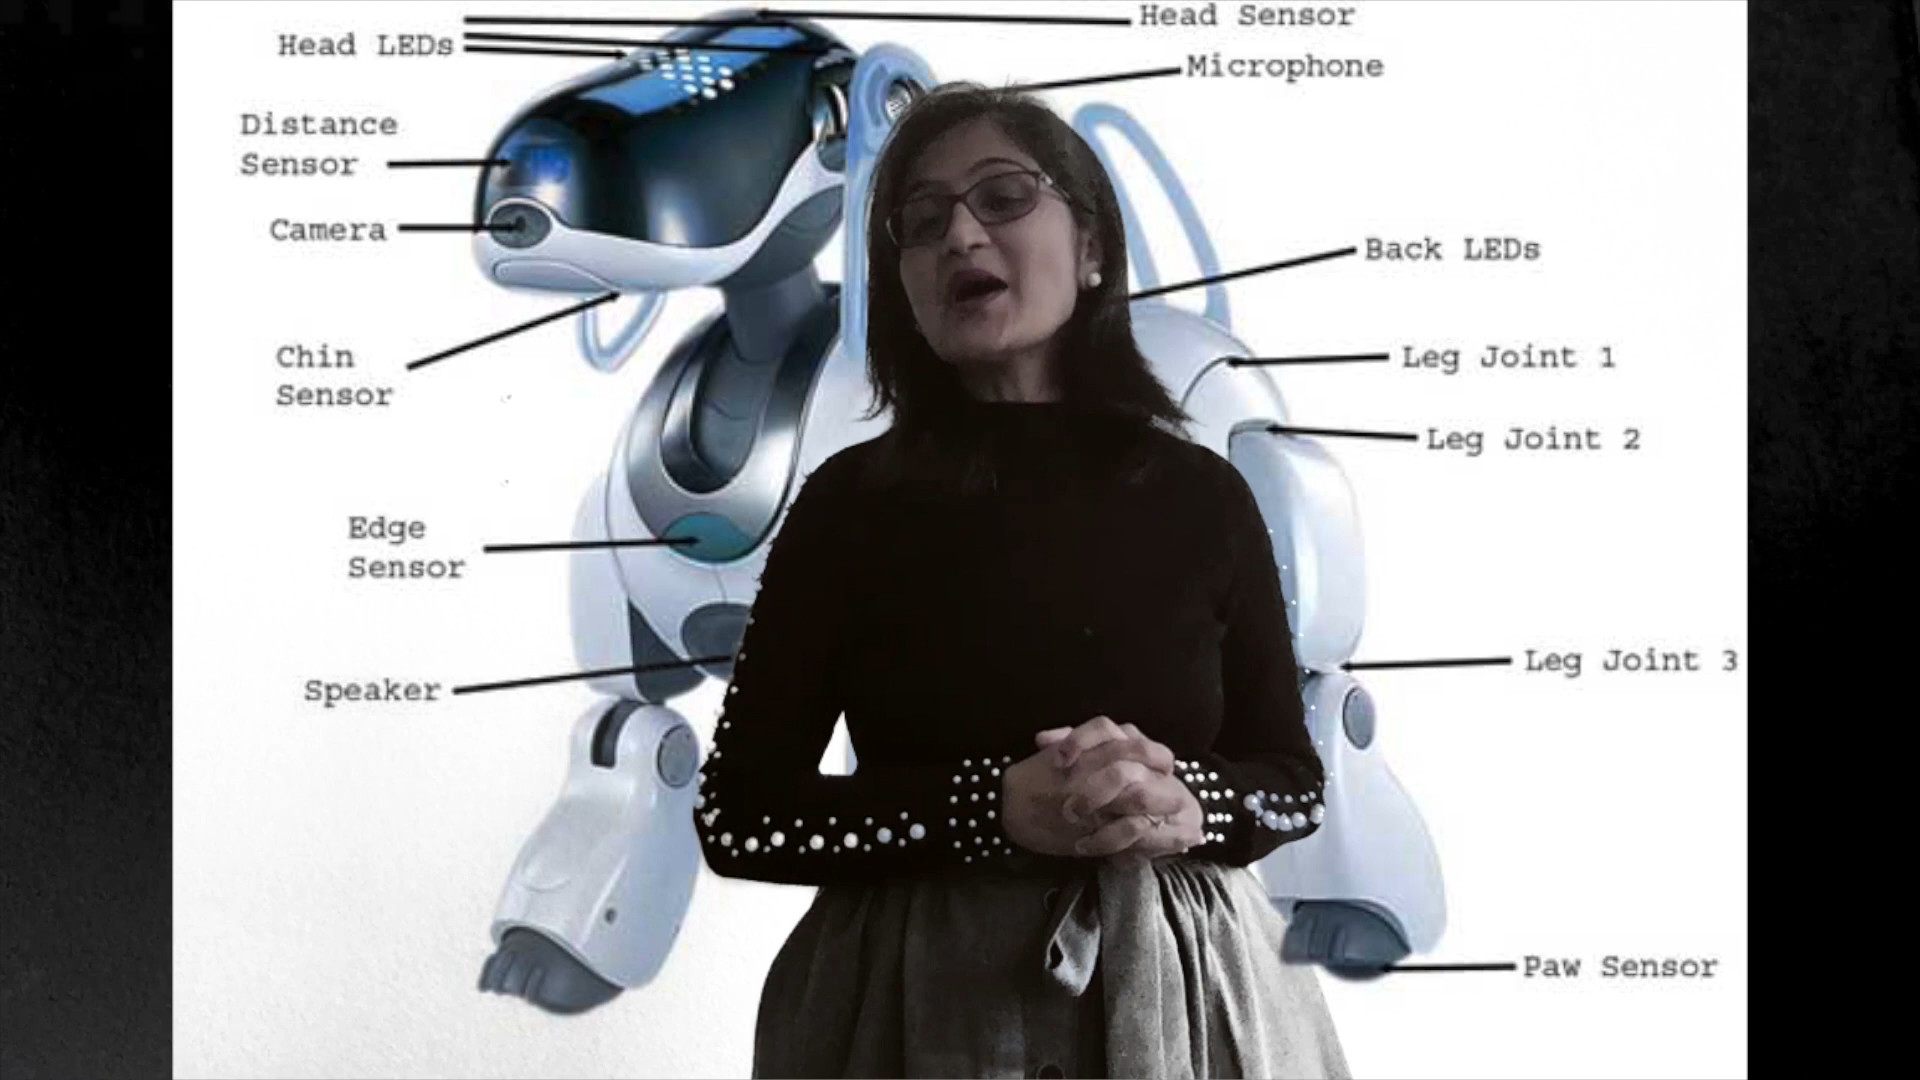 Head Sensor
Head LEDs
Microphone
Distance
Sensor
Camera
Back LEDs
Chin
Sensor
Leg Joint 1
Leg Joint 2
Edge
Sensor
Speaker
Leg Joint 3
Paw Sensor